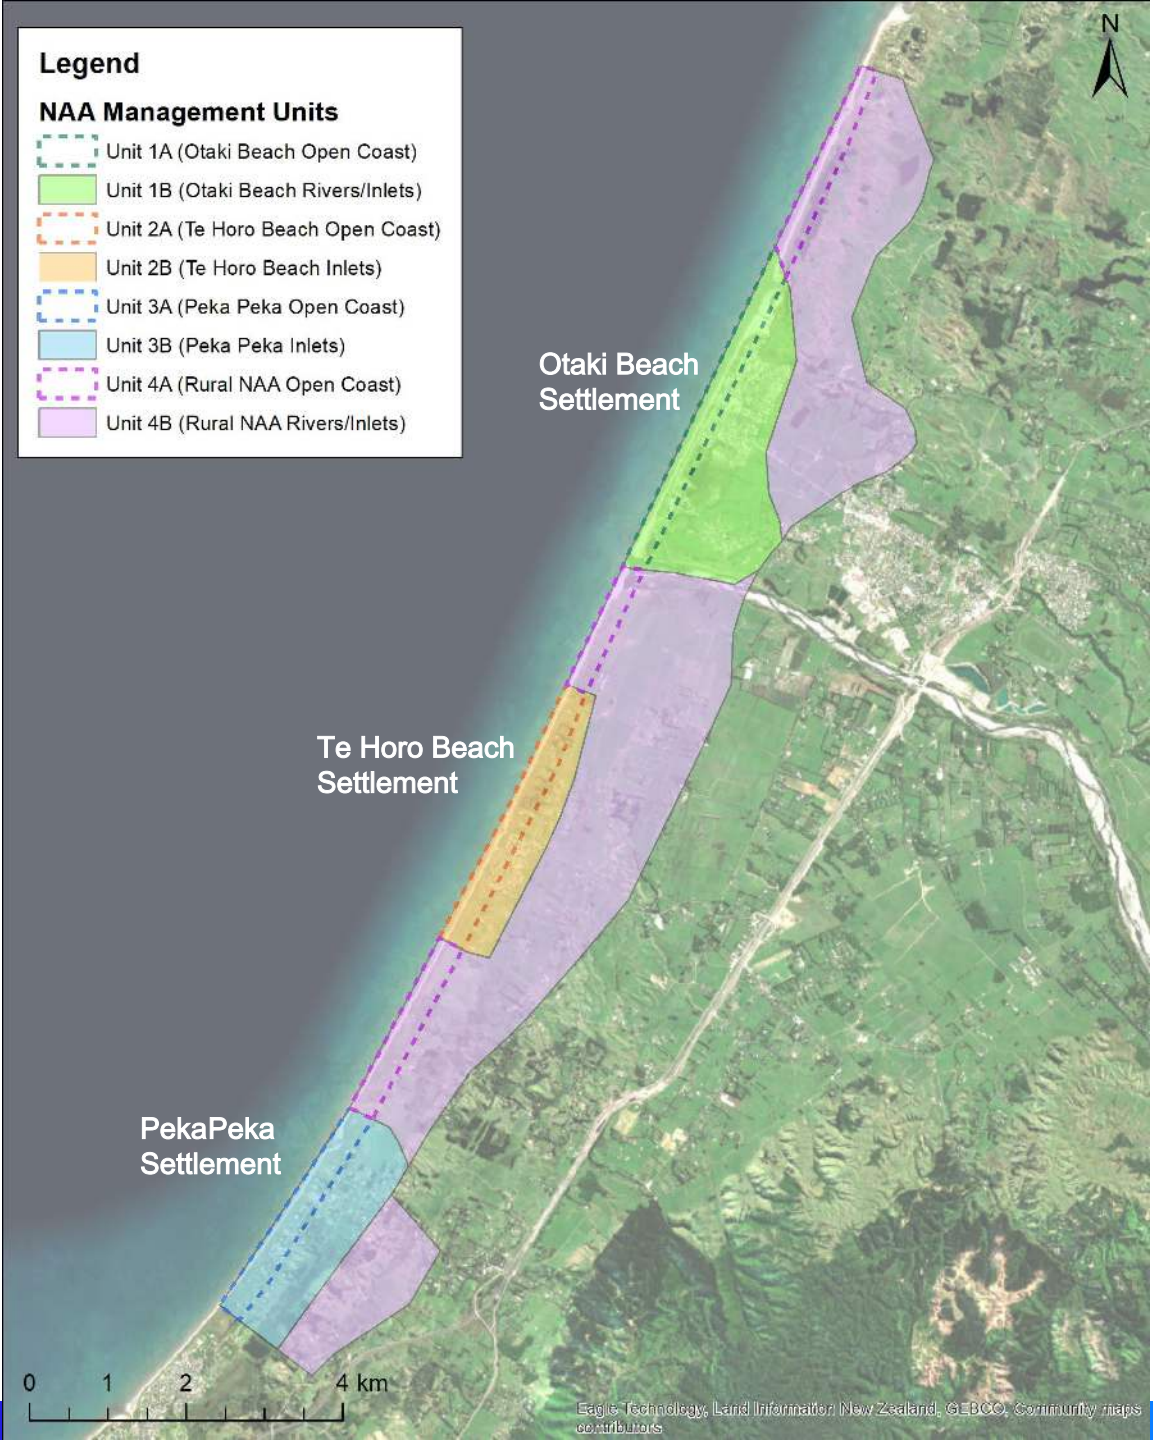 N
Legend
NAA Management Units
Unit 1A (Otaki Beach Open Coast)
Unit 1B (Otaki Beach Rivers/Inlets)
Unit 2A (Te Horo Beach Open Coast)
Unit 2B (Te Horo Beach Inlets)
Unit 3A (Peka Peka Open Coast)
Unit 3B (Peka Peka Inlets)
Unit 4A (Rural NAA Open Coast)
Unit 4B (Rural NAA Rivers/Inlets)
Otaki Beach
Settlement
Te Horo Beach
Settlement
PekaPeka
Settlement
0 1 2 4 km
Eagle Technology, Land Information New Zealand, GEBCO, Community maps
contributors